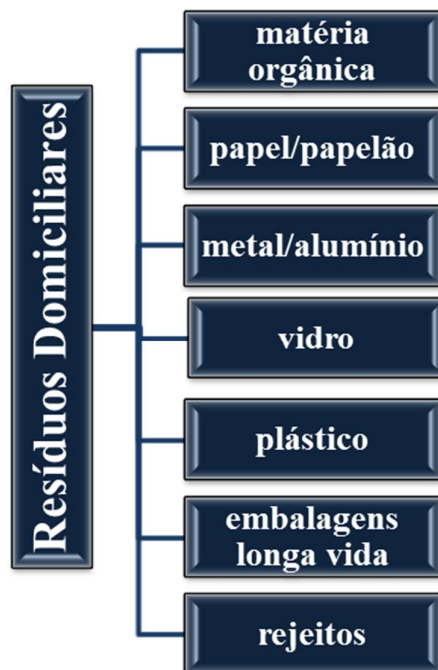 Resíduos Domiciliares
matéria
orgânica
papel/papelão
metal/alumínio
vidro
plástico
embalagens
longa vida
rejeitos